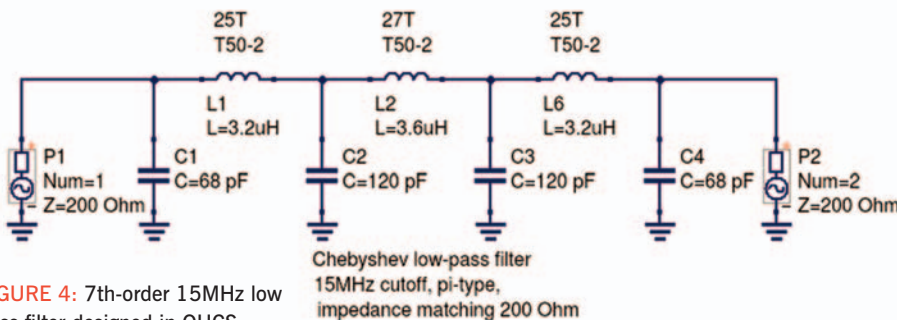 25T
T50-2
27T
T50-2
25T
T50-2
L1
L=3.2uH
L2
L=3.6uH
L6
L=3.2uH
P1
Num=1
Z=200 Ohm
C1
C=68 pF
C2
C=120 pF
C3
C=120 pF
C4
C=68 pF
P2
Num=2
Z=200 Ohm
Chebyshev low-pass filter
15MHz cutoff, pi-type,
impedance matching 200 Ohm
GURE 4: 7th-order 15MHz low